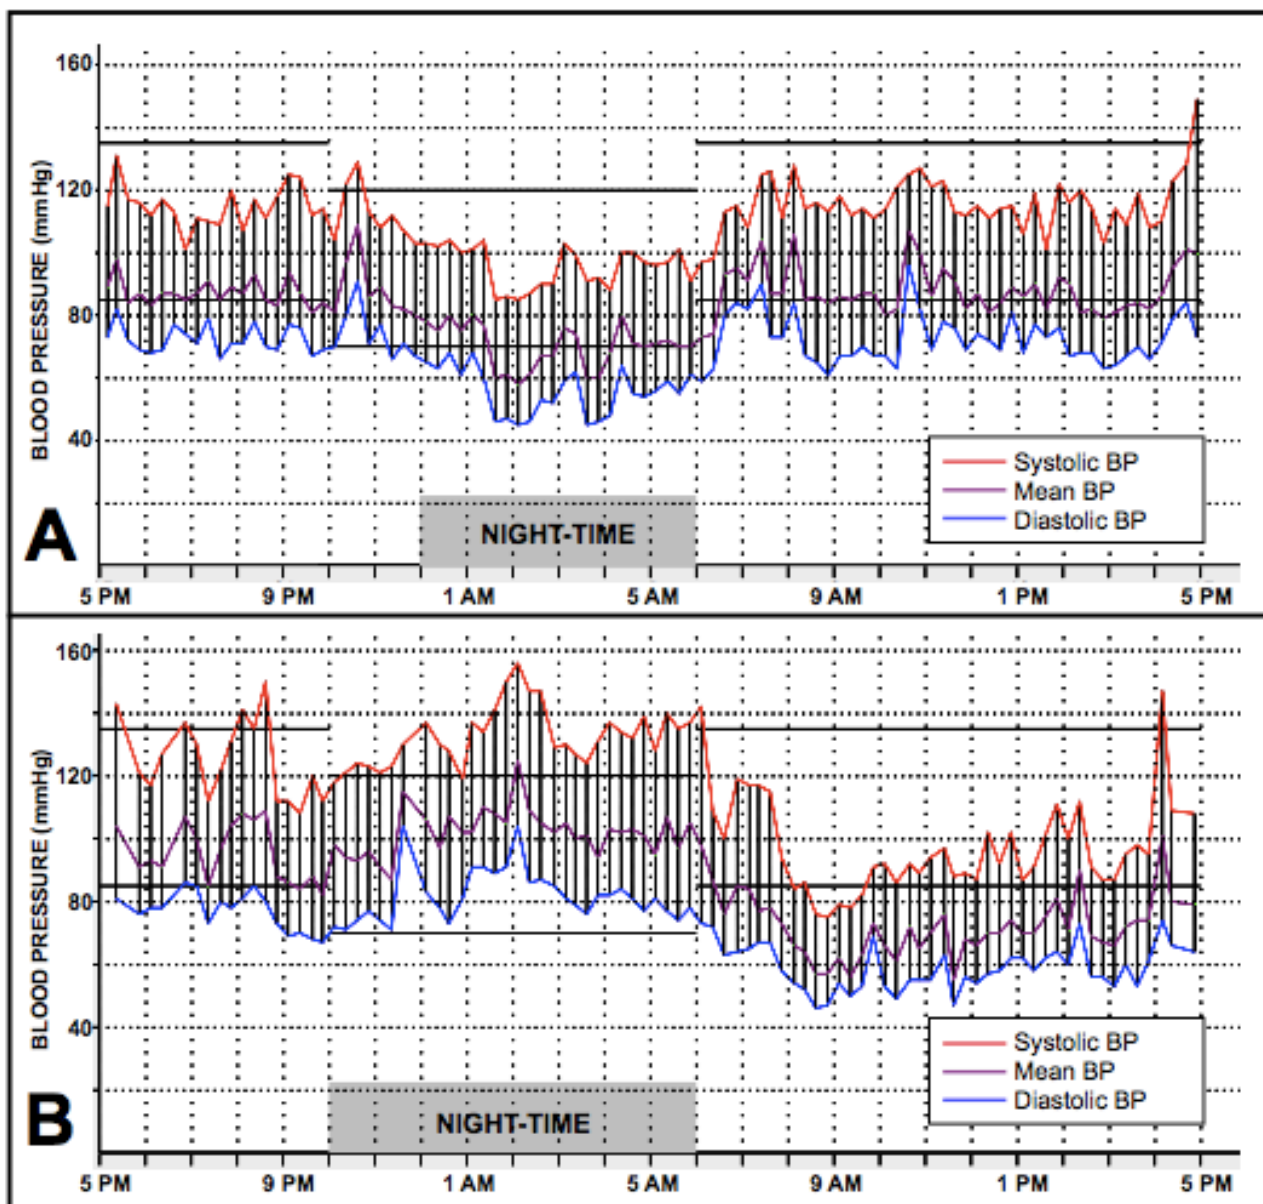 160
120
80
40
BLOOD PRESSURE (mmHg)
Systolic BP
Mean BP
Diastolic BP
NIGHT-TIME
A
5 PM 9 PM 1 AM 5 AM 9 AM 1 PM 5 PM
160
120
80
40
BLOOD PRESSURE (mmHg)
Systolic BP
Mean BP
Diastolic BP
NIGHT-TIME
B
5 PM 9 PM 1 AM 5 AM 9 AM 1 PM 5 PM